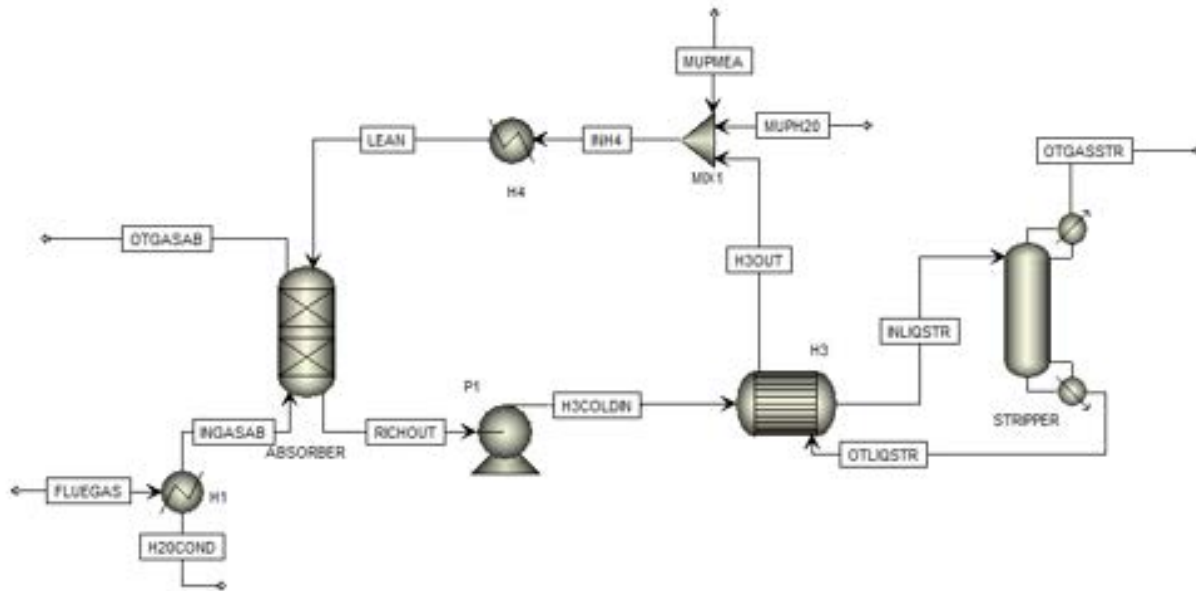 MUPMEA
LEAN
INH4
MUPH20
OTGASSTR
H4
MIX1
OTGASAB
H3OUT
INLIQSTR
H3
P1
H3COLDIN
STRIPPER
INGASAB
RICHOUT
ABSORBER
OTLIQSTR
FLUEGAS
H1
H20COND